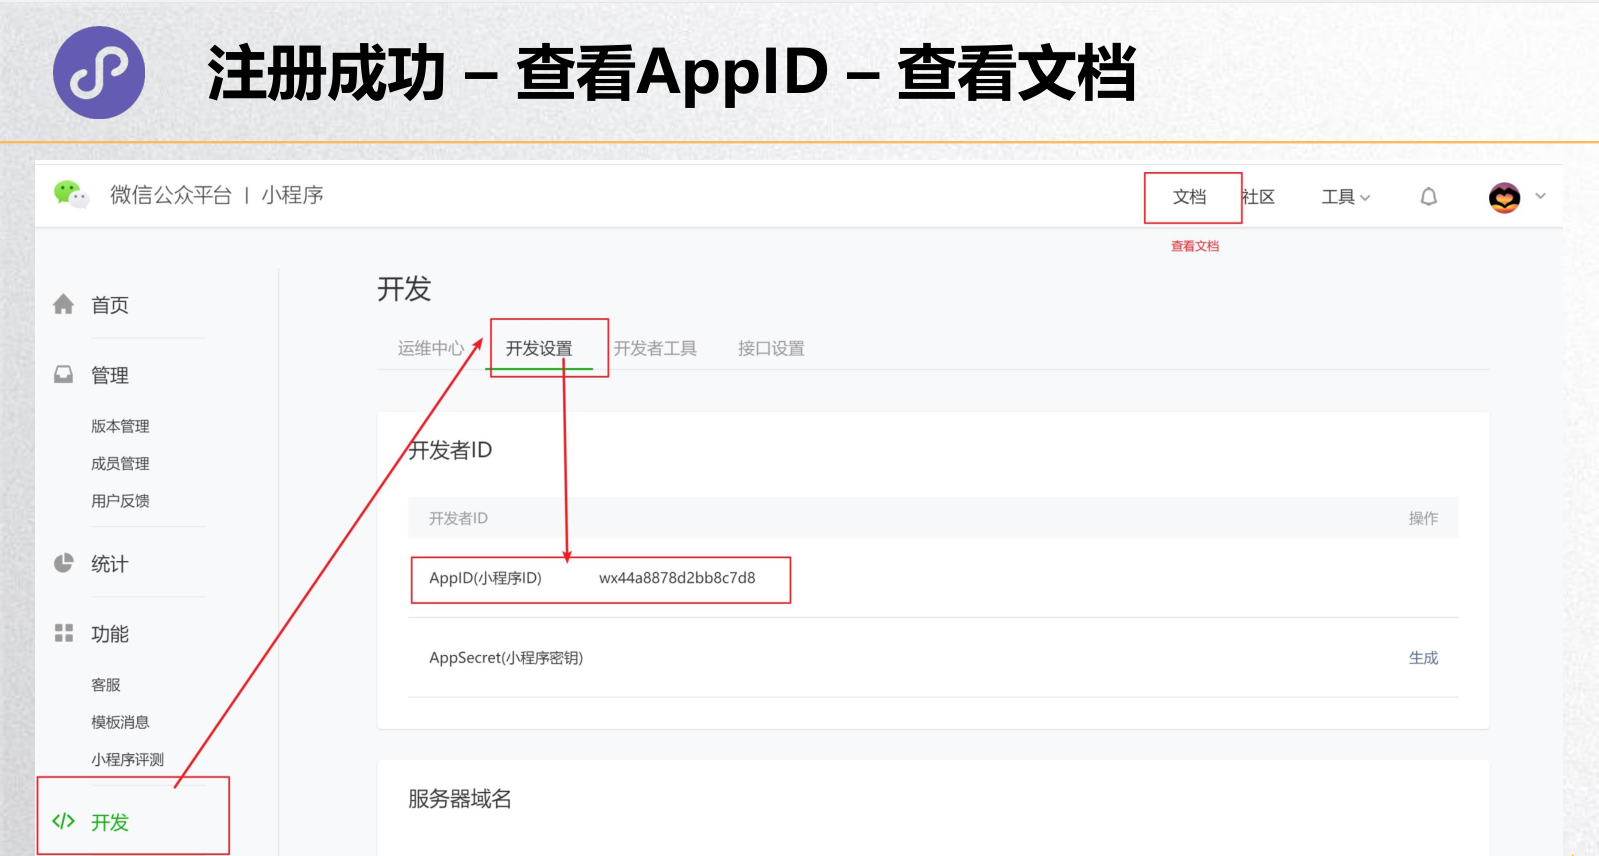 注册成功 – 查看AppID – 查看文档
微信公众平台 | 小程序
文档
社区
工具
查看文档
首页
管理
版本管理
成员管理
用户反馈
统计
功能
客服
模板消息
小程序评测
开发
开发
运维中心
开发设置
开发者工具
接口设置
开发者ID
开发者ID
操作
AppID(小程序ID)
wx44a8878d2bb8c7d8
AppSecret(小程序密钥)
生成
服务器域名